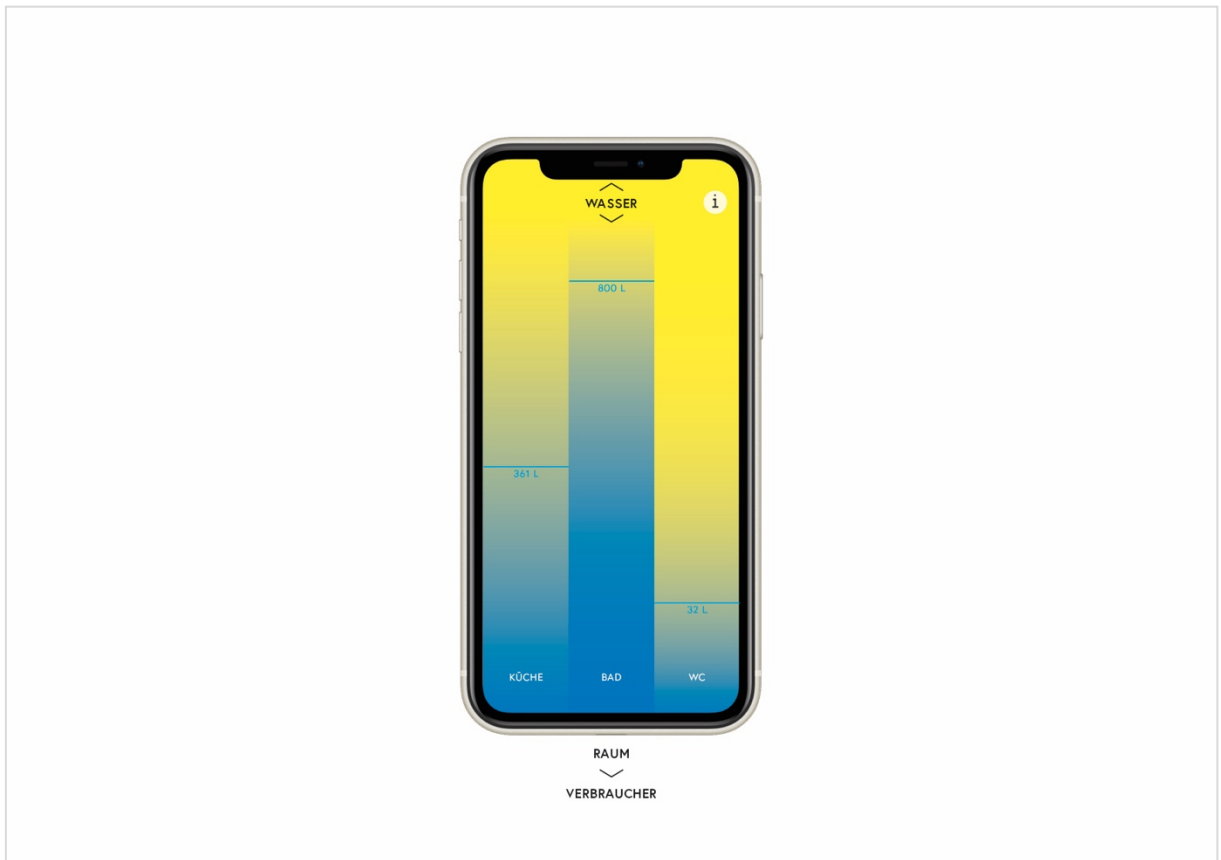 WASSER
i
800 L
361 L
32 L
KÜCHE BAD WC
RAUM
VERBRAUCHER